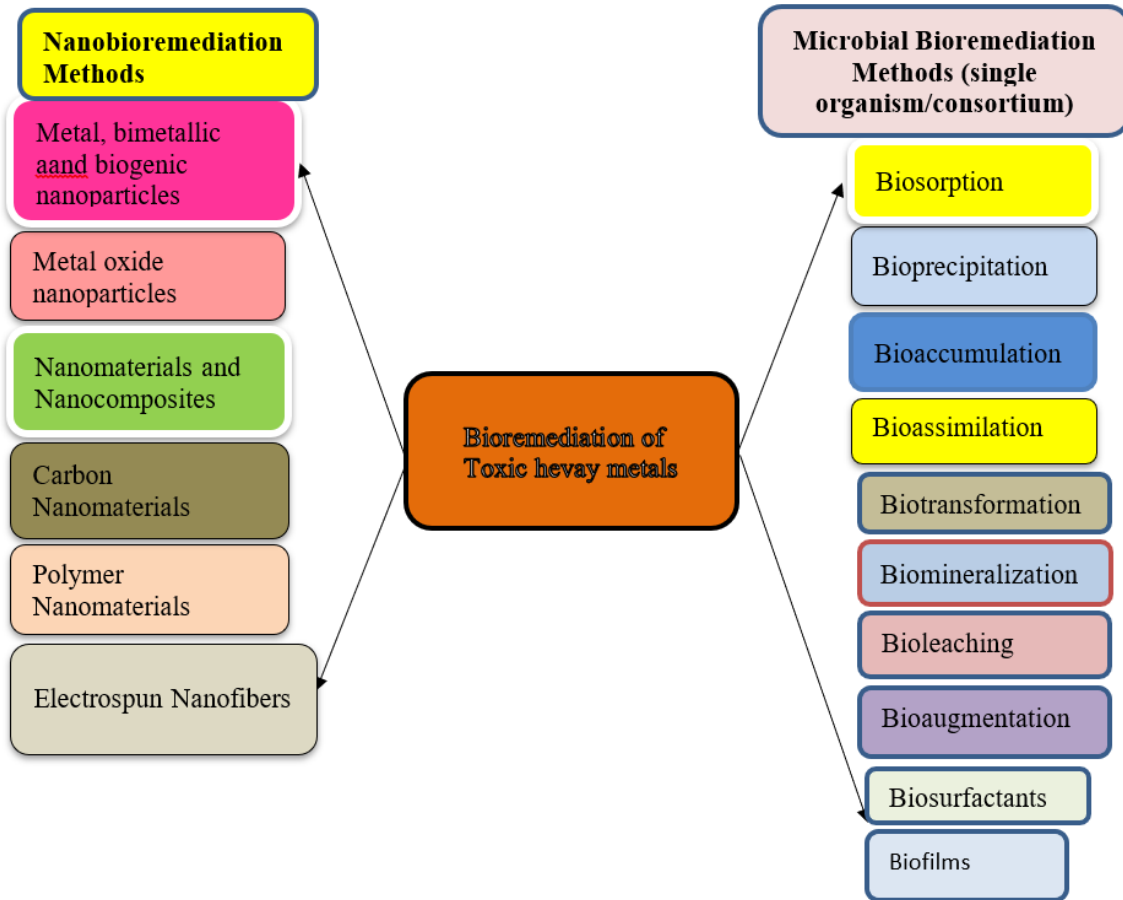 Nanobioremediation
Methods
Metal, bimetallic
aand biogenic
nanoparticles
Metal oxide
nanoparticles
Nanomaterials and
Nanocomposites
Carbon
Nanomaterials
Polymer
Nanomaterials
Electrospun Nanofibers
Bioremediation of
Toxic hevay metals
Microbial Bioremediation
Methods (single
organism/consortium)
Biosorption
Bioprecipitation
Bioaccumulation
Bioassimilation
Biotransformation
Biomineralization
Bioleaching
Bioaugmentation
Biosurfactants
Biofilms